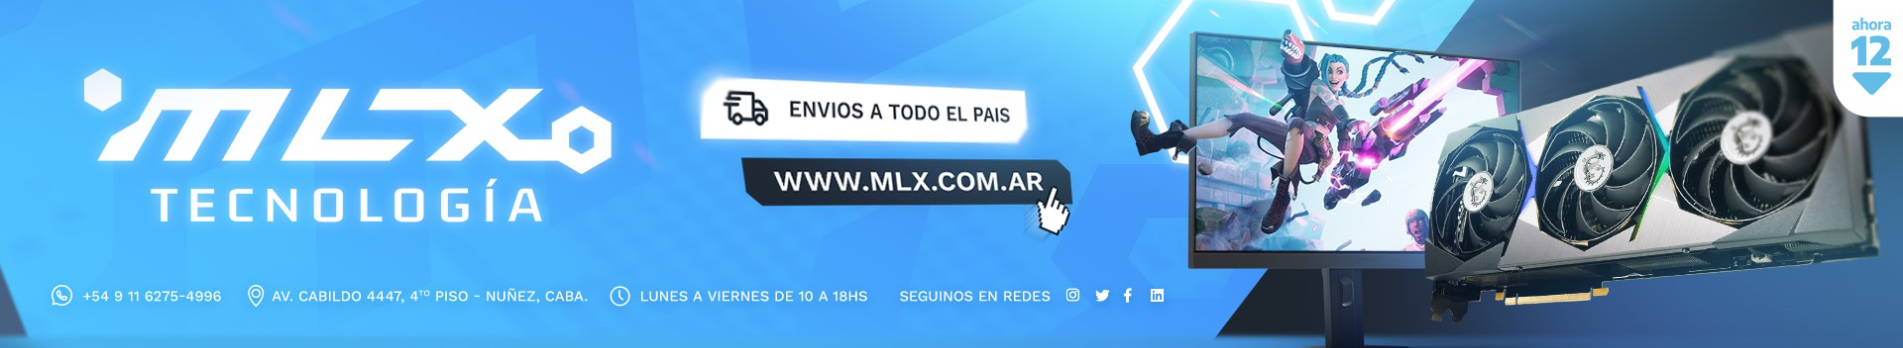 MLX
TECNOLOGÍA
ENVIOS A TODO EL PAIS
WWW.MLX.COM.AR
ahora
12
+54 9 11 6275-4996
AV. CABILDO 4447, 4TO PISO - NUÑEZ, CABA.
LUNES A VIERNES DE 10 A 18HS
SEGUINOS EN REDES